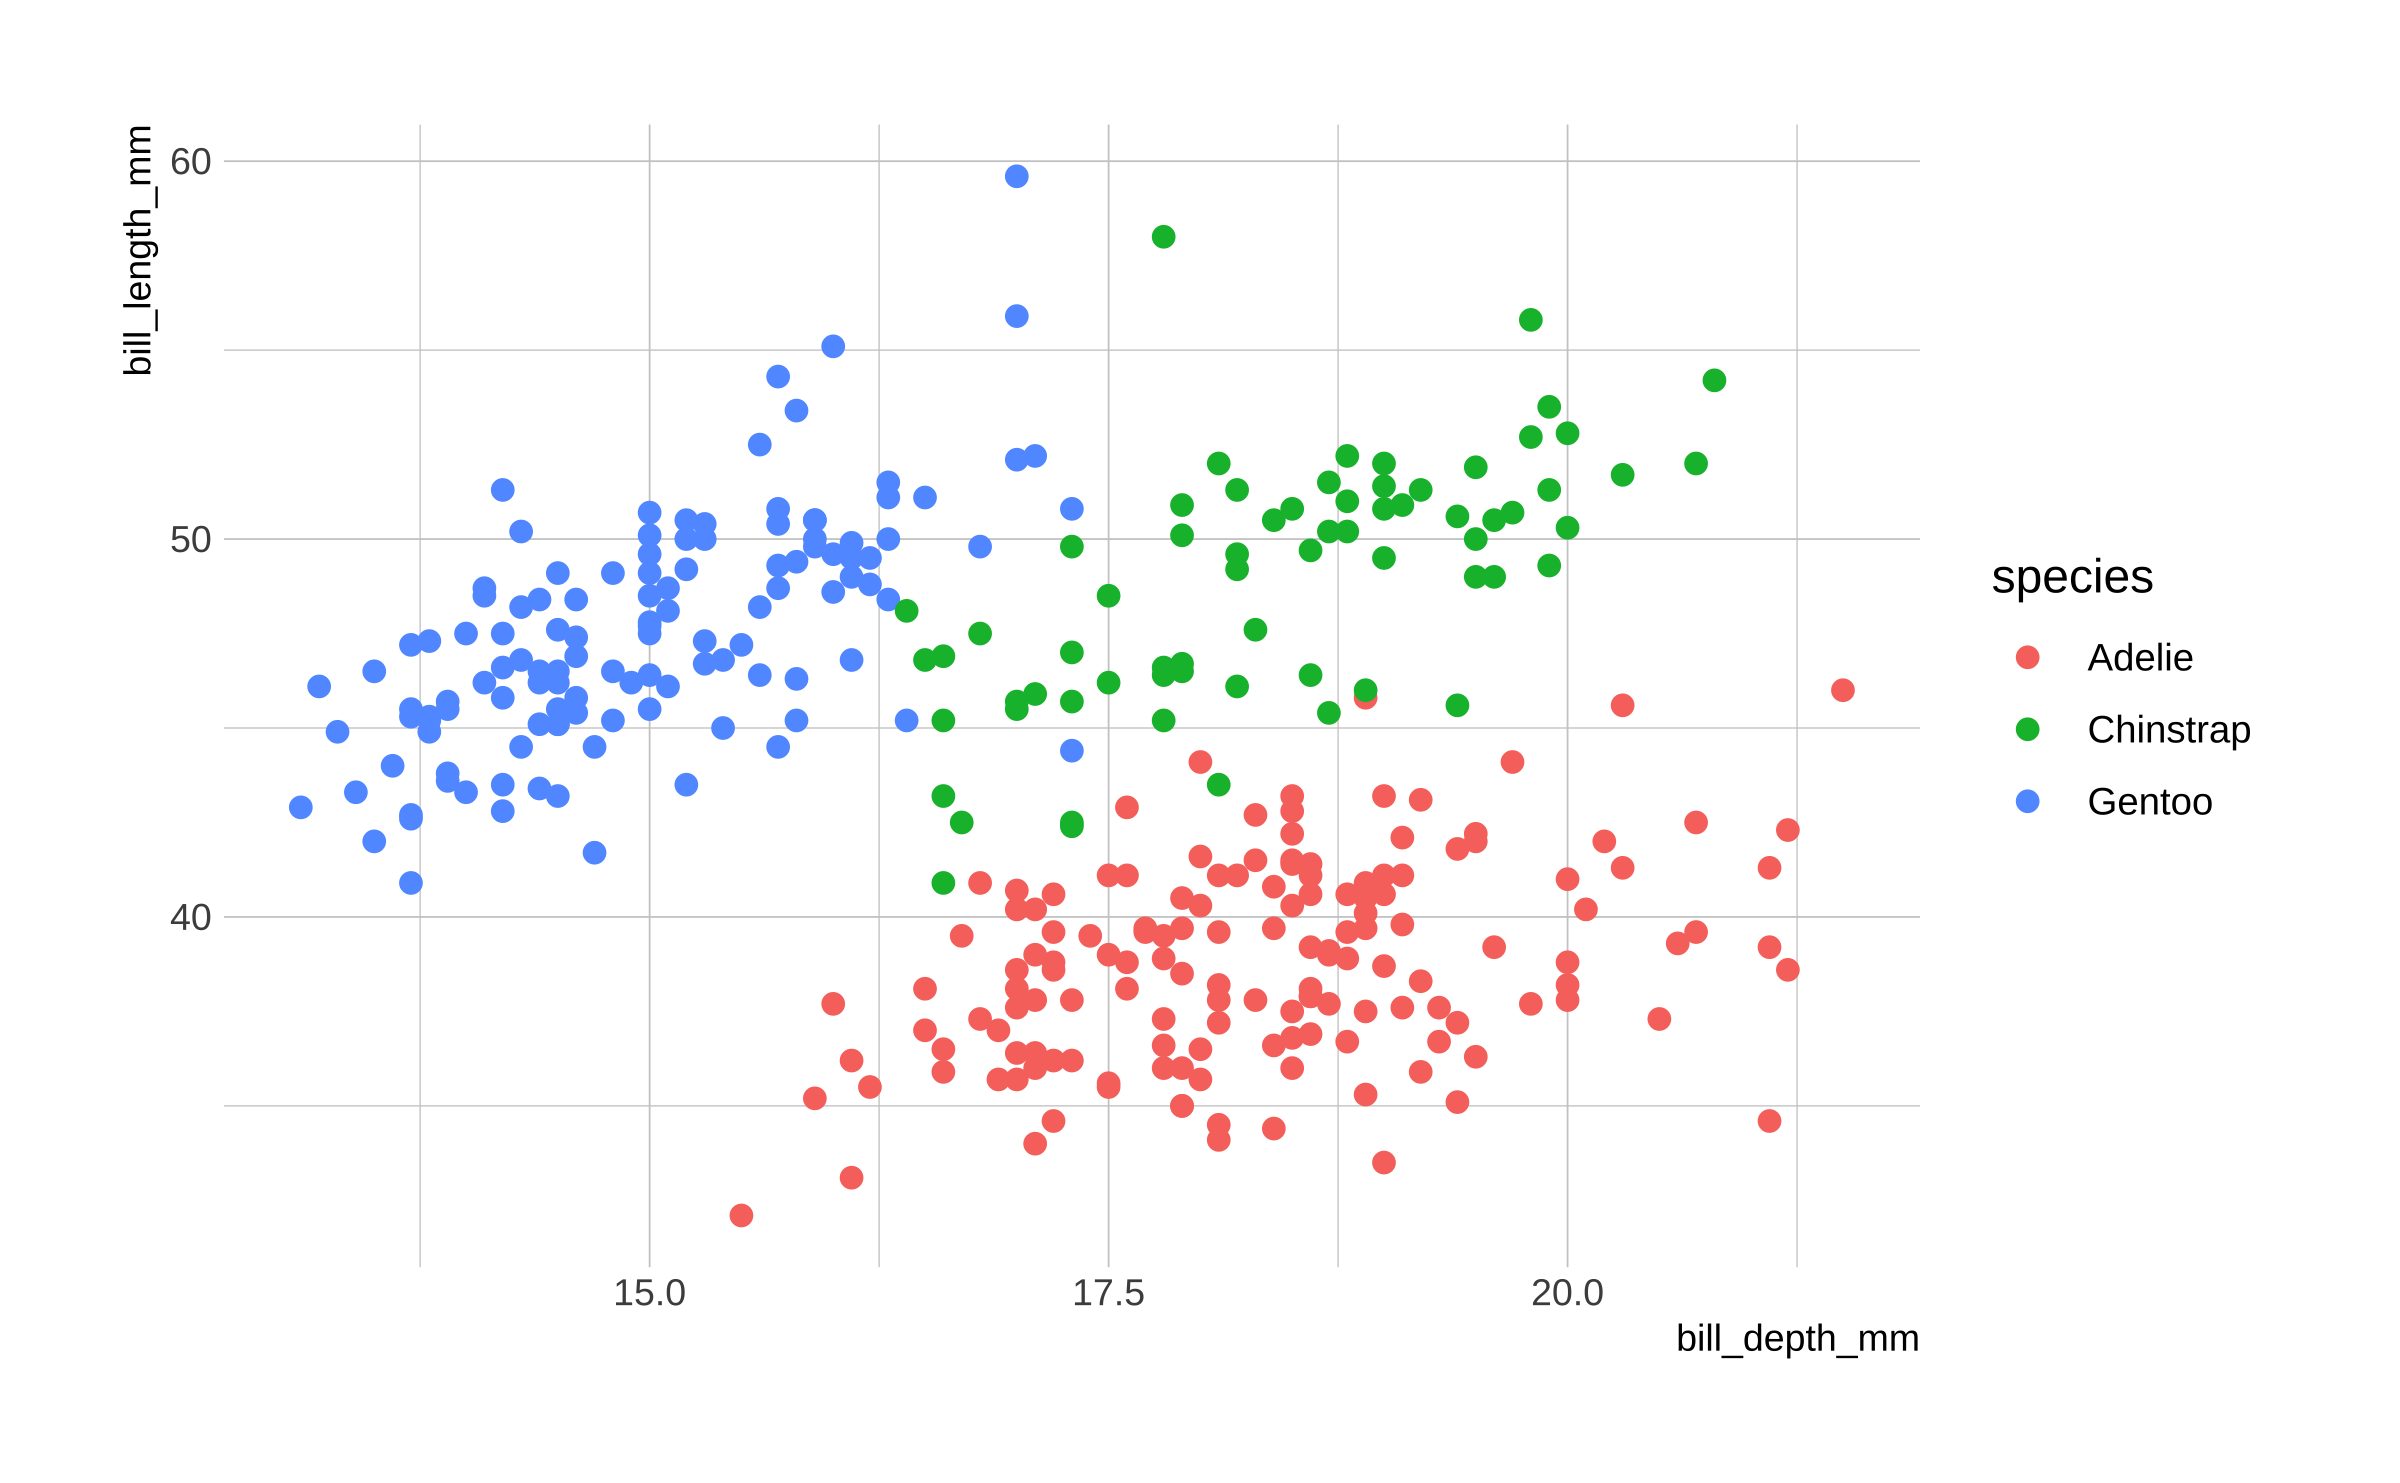 bill_length_mm
60
50
40
15.0 17.5 20.0
bill_depth_mm
species
Adelie
Chinstrap
Gentoo